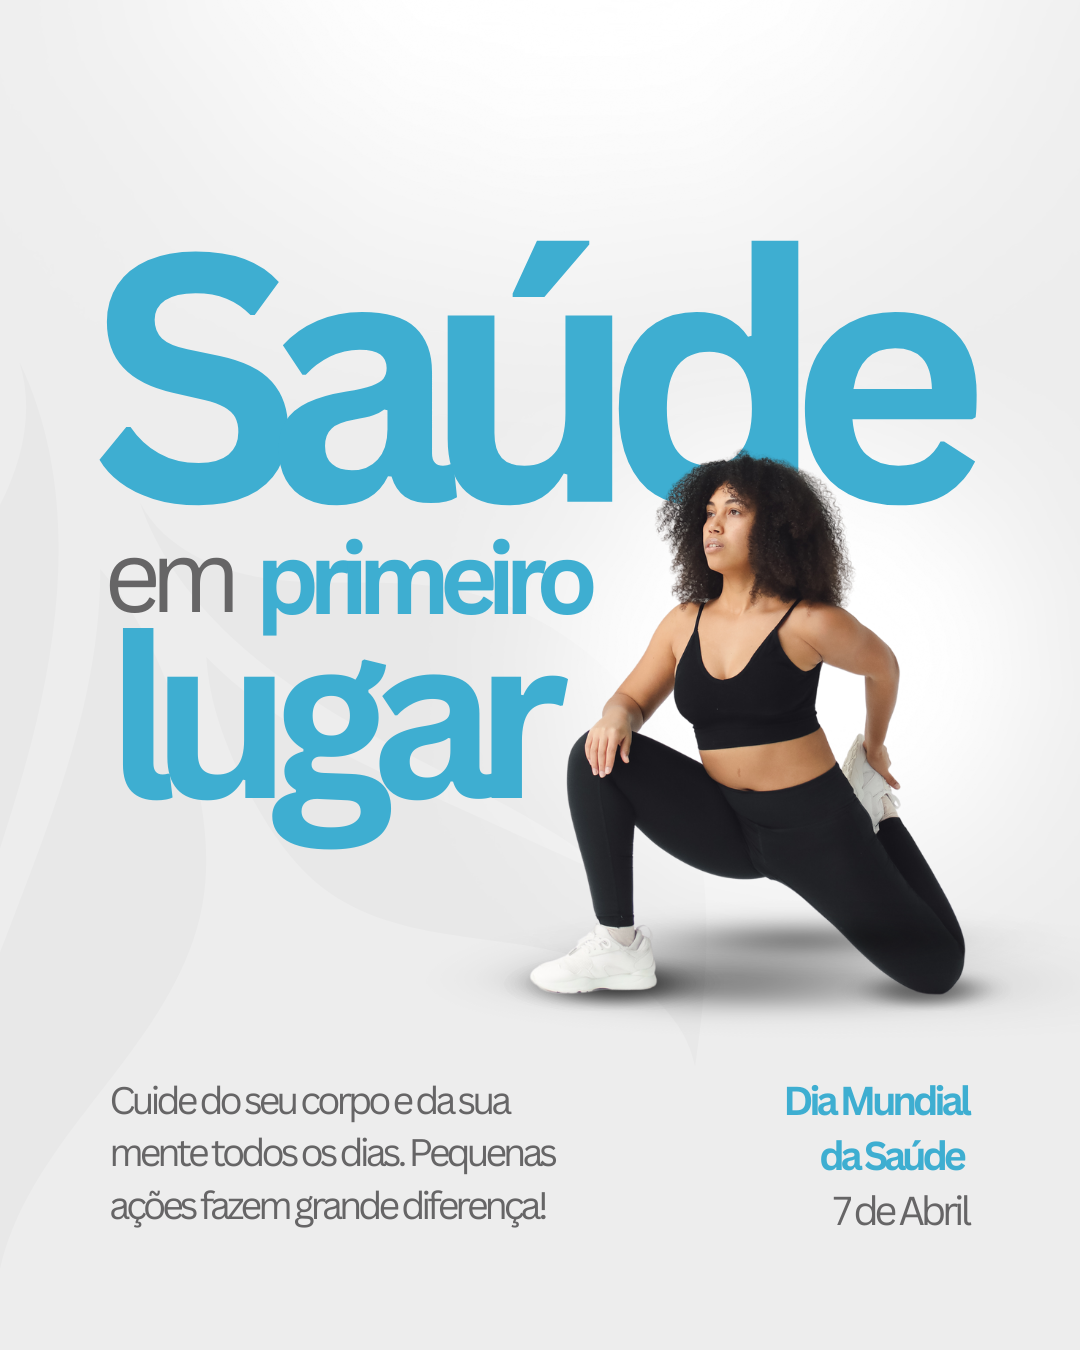 Saúde
em primeiro
lugar
Cuide do seu corpo e da sua
mente todos os dias. Pequenas
ações fazem grande diferença!
Dia Mundial
da Saúde
7 de Abril